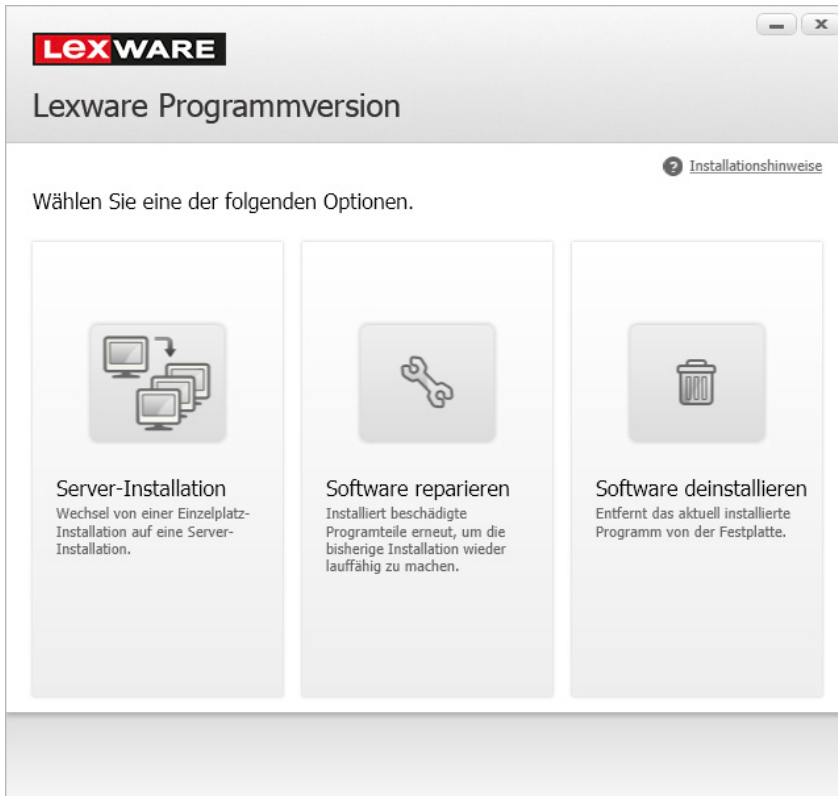 LexWARE
Lexware Programmversion
Installationshinweise
Wählen Sie eine der folgenden Optionen.
Server-Installation
Wechsel von einer Einzelplatz-
Installation auf eine Server-
Installation.
Software reparieren
Installiert beschädigte
Programteile erneut, um die
bisherige Installation wieder
lauffähig zu machen.
Software deinstallieren
Entfernt das aktuell installierte
Programm von der Festplatte.